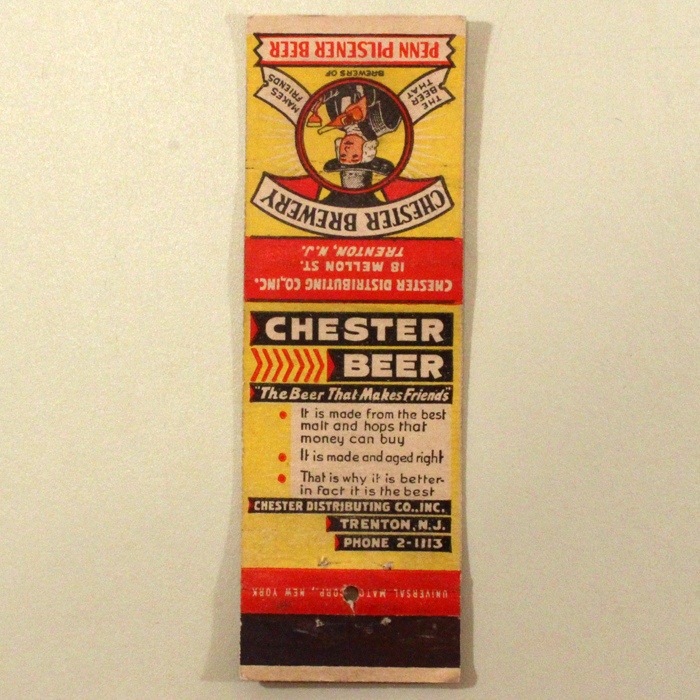 PENN PILSENER BEER
BREWERS OF
THE BEER THAT
MAKES FRIENDS
CHESTER BREWERY
CHESTER DISTRIBUTING CO., INC.
18 MELLON ST.
TRENTON, N.J.
CHESTER
BEER
"The Beer That Makes Friends"
• It is made from the best
malt and hops that
money can buy
• It is made and aged right
• That is why it is better-
in fact it is the best
CHESTER DISTRIBUTING CO., INC.
TRENTON, N.J.
PHONE 2-1113
UNIVERSAL MATCH CORP., NEW YORK